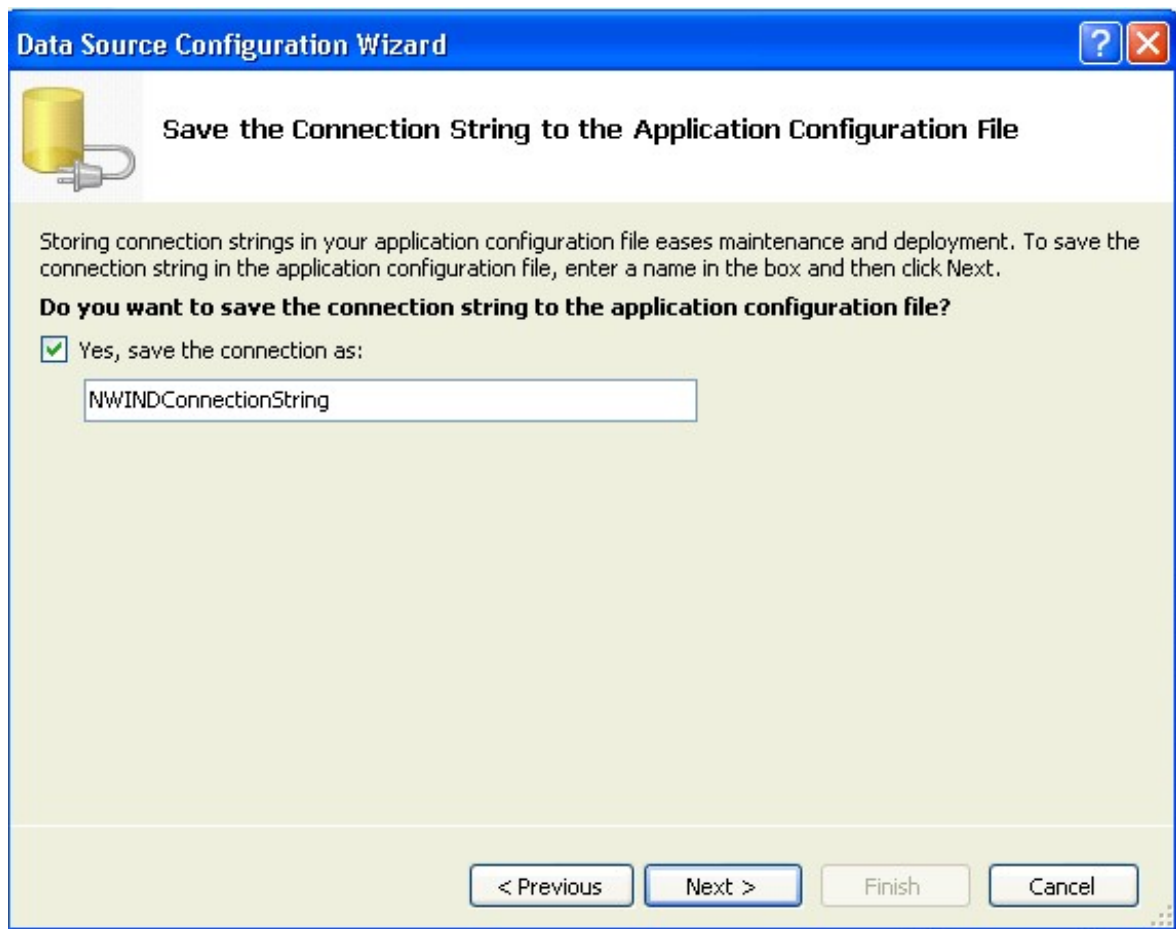 Data Source Configuration Wizard
?
Save the Connection String to the Application Configuration File
Storing connection strings in your application configuration file eases maintenance and deployment. To save the
connection string in the application configuration file, enter a name in the box and then click Next.
Do you want to save the connection string to the application configuration file?
Yes, save the connection as:
NWINDConnectionString
< Previous
Next >
Finish
Cancel